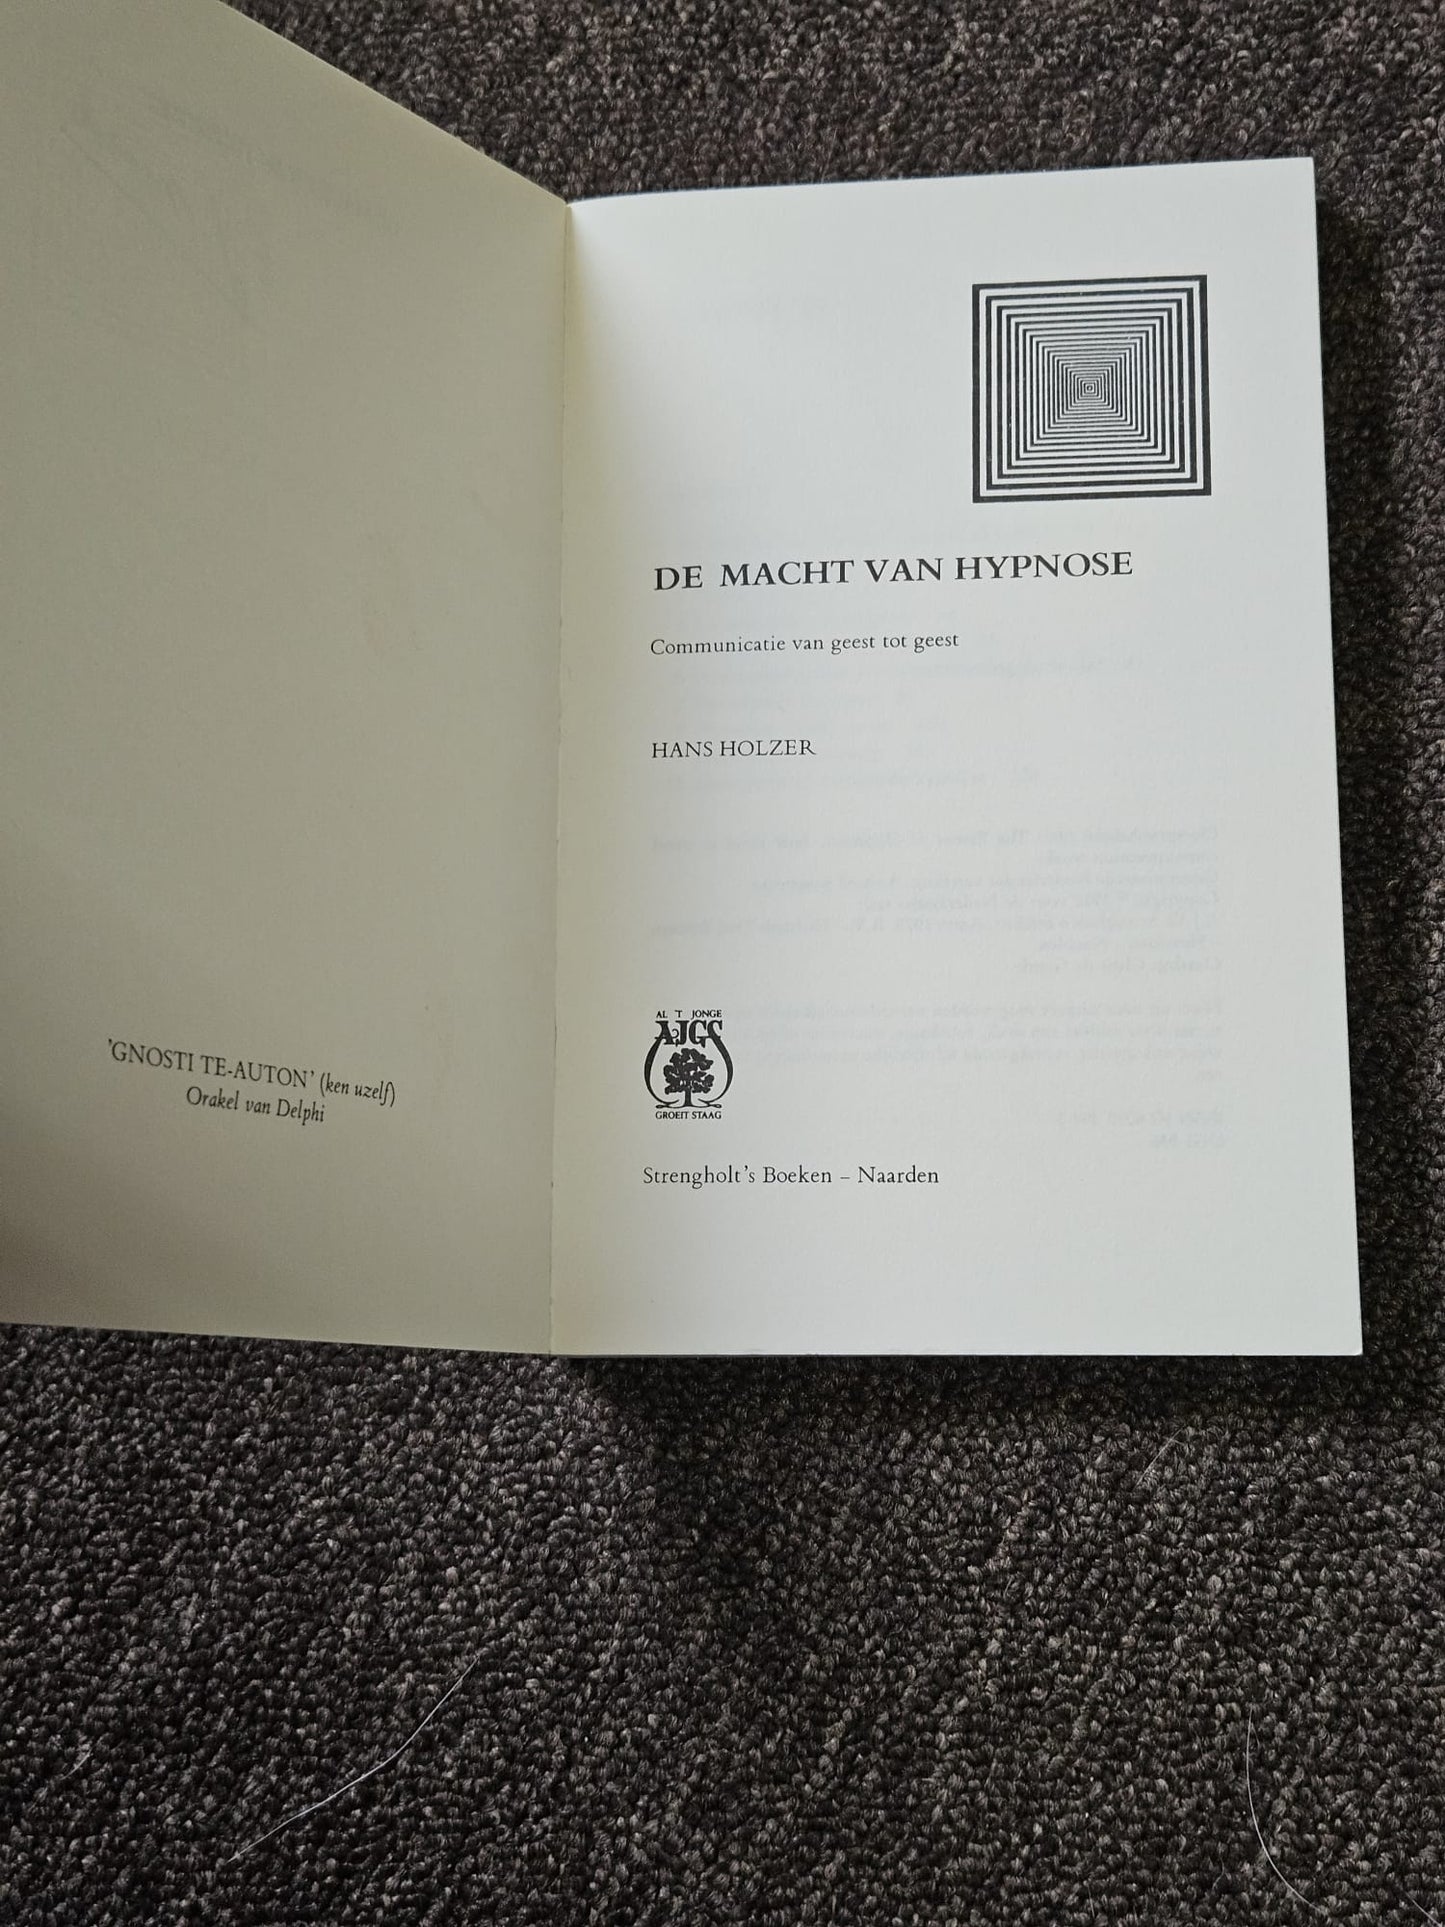 'GNOSTI TE-AUTON' (ken uzelf)
Orakel van Delphi
DE MACHT VAN HYPNOSE
Communicatie van geest tot geest
HANS HOLZER
AL T JONGE
AJGS
GROEIT STAAG
Strengholt's Boeken – Naarden